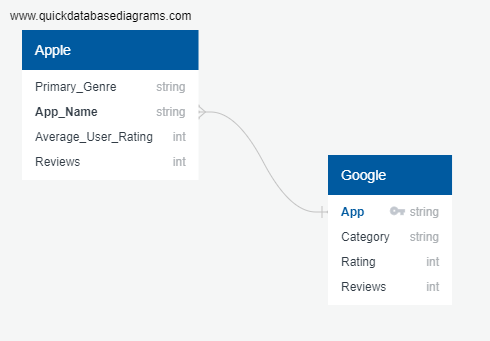 www.quickdatabasediagrams.com
Apple
Primary_Genre string
App_Name string
Average_User_Rating int
Reviews int
Google
App string
Category string
Rating int
Reviews int